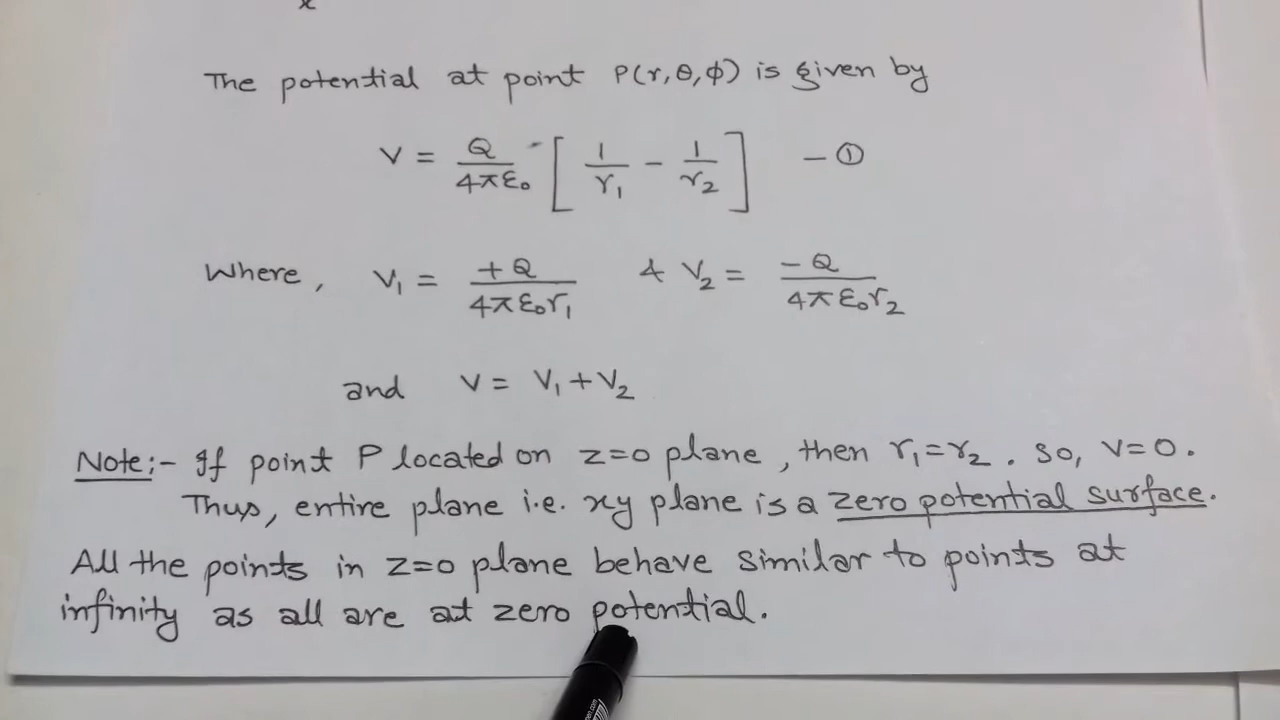 x
The potential at point P(r,θ,ϕ) is given by
V = Q/4πε₀ [ 1/r₁ − 1/r₂ ] — ①
Where, V₁ = +Q/4πε₀r₁ & V₂ = −Q/4πε₀r₂
and V = V₁ + V₂
Note:- If point P located on z=0 plane, then r₁=r₂. So, V=0.
Thus, entire plane i.e. xy plane is a zero potential surface.
All the points in z=0 plane behave similar to points at
infinity as all are at zero potential.